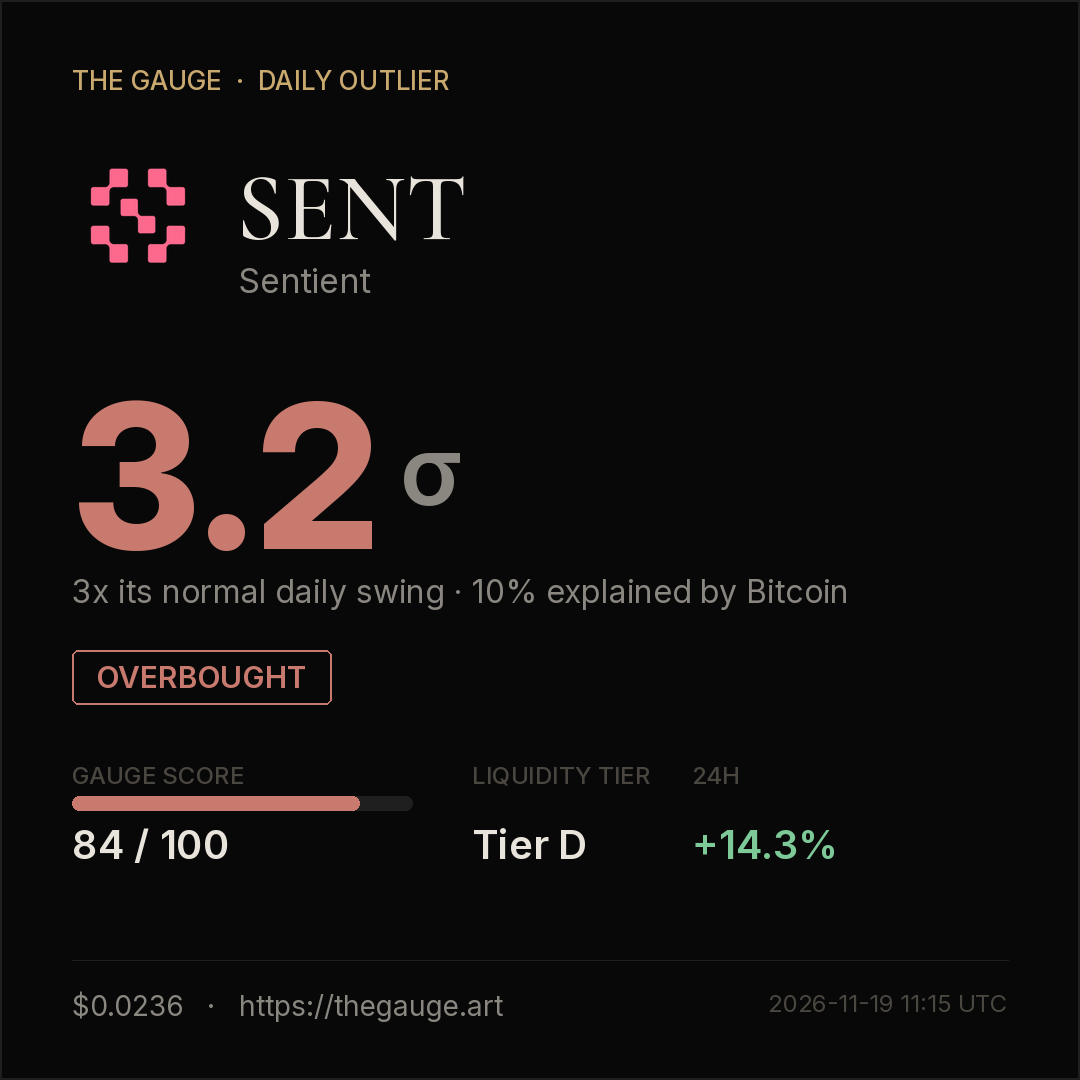 THE GAUGE · DAILY OUTLIER
SENT
Sentient
3.2 σ
3x its normal daily swing · 10% explained by Bitcoin
OVERBOUGHT
GAUGE SCORE LIQUIDITY TIER 24H
84 / 100 Tier D +14.3%
$0.0236 · https://thegauge.art 2026-11-19 11:15 UTC